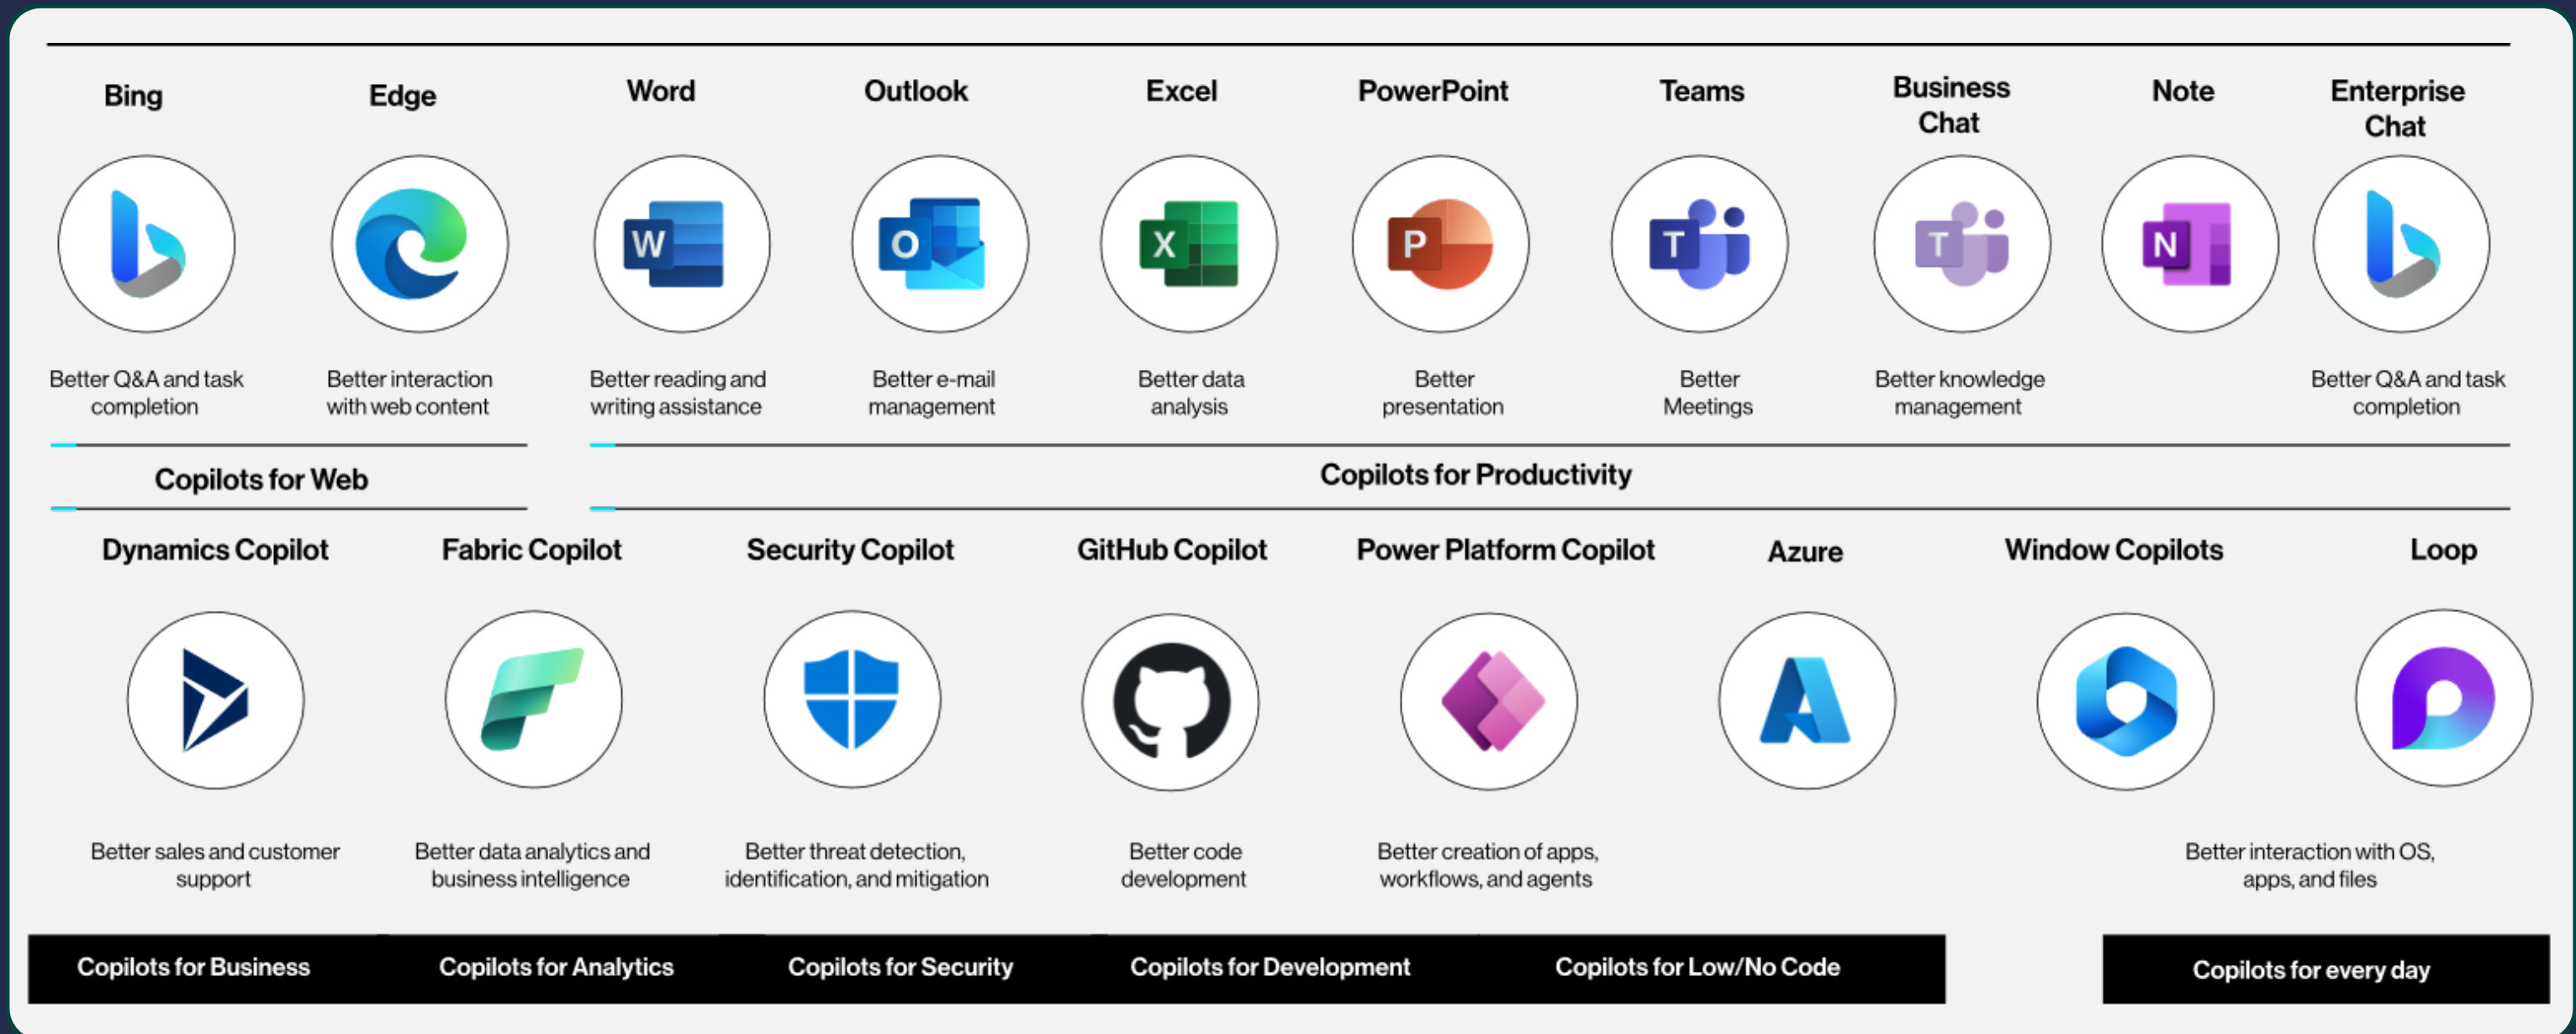 Bing
Edge
Word
Outlook
Excel
PowerPoint
Teams
Business
Chat
Note
Enterprise
Chat
W
O
X
P
T
T
N
Better Q&A and task
completion
Better interaction
with web content
Better reading and
writing assistance
Better e-mail
management
Better data
analysis
Better
presentation
Better
Meetings
Better knowledge
management
Better Q&A and task
completion
Copilots for Web
Copilots for Productivity
Dynamics Copilot
Fabric Copilot
Security Copilot
GitHub Copilot
Power Platform Copilot
Azure
Window Copilots
Loop
Better sales and customer
support
Better data analytics and
business intelligence
Better threat detection,
identification, and mitigation
Better code
development
Better creation of apps,
workflows, and agents
Better interaction with OS,
apps, and files
Copilots for Business
Copilots for Analytics
Copilots for Security
Copilots for Development
Copilots for Low/No Code
Copilots for every day